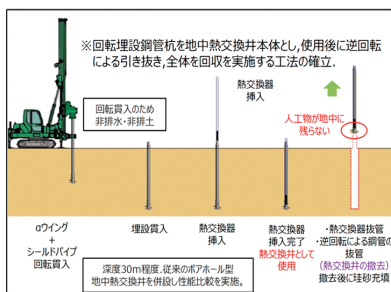 ※回転埋設鋼管杭を地中熱交換井本体とし,使用後に逆回転
による引き抜き,全体を回収を実施する工法の確立.
回転貫入のため
非排水・非排土
熱交換器
挿入
人工物が地中に
残らない
αウイング
+
シールドパイプ
回転貫入
埋設貫入
熱交換器
挿入
熱交換器
挿入完了
熱交換井として
使用
・熱交換器抜管
・逆回転による鋼管の
抜管
(熱交換井の撤去)
撤去後に珪砂充填
深度30m程度、従来のボアホール型
地中熱交換井を併設し性能比較を実施。